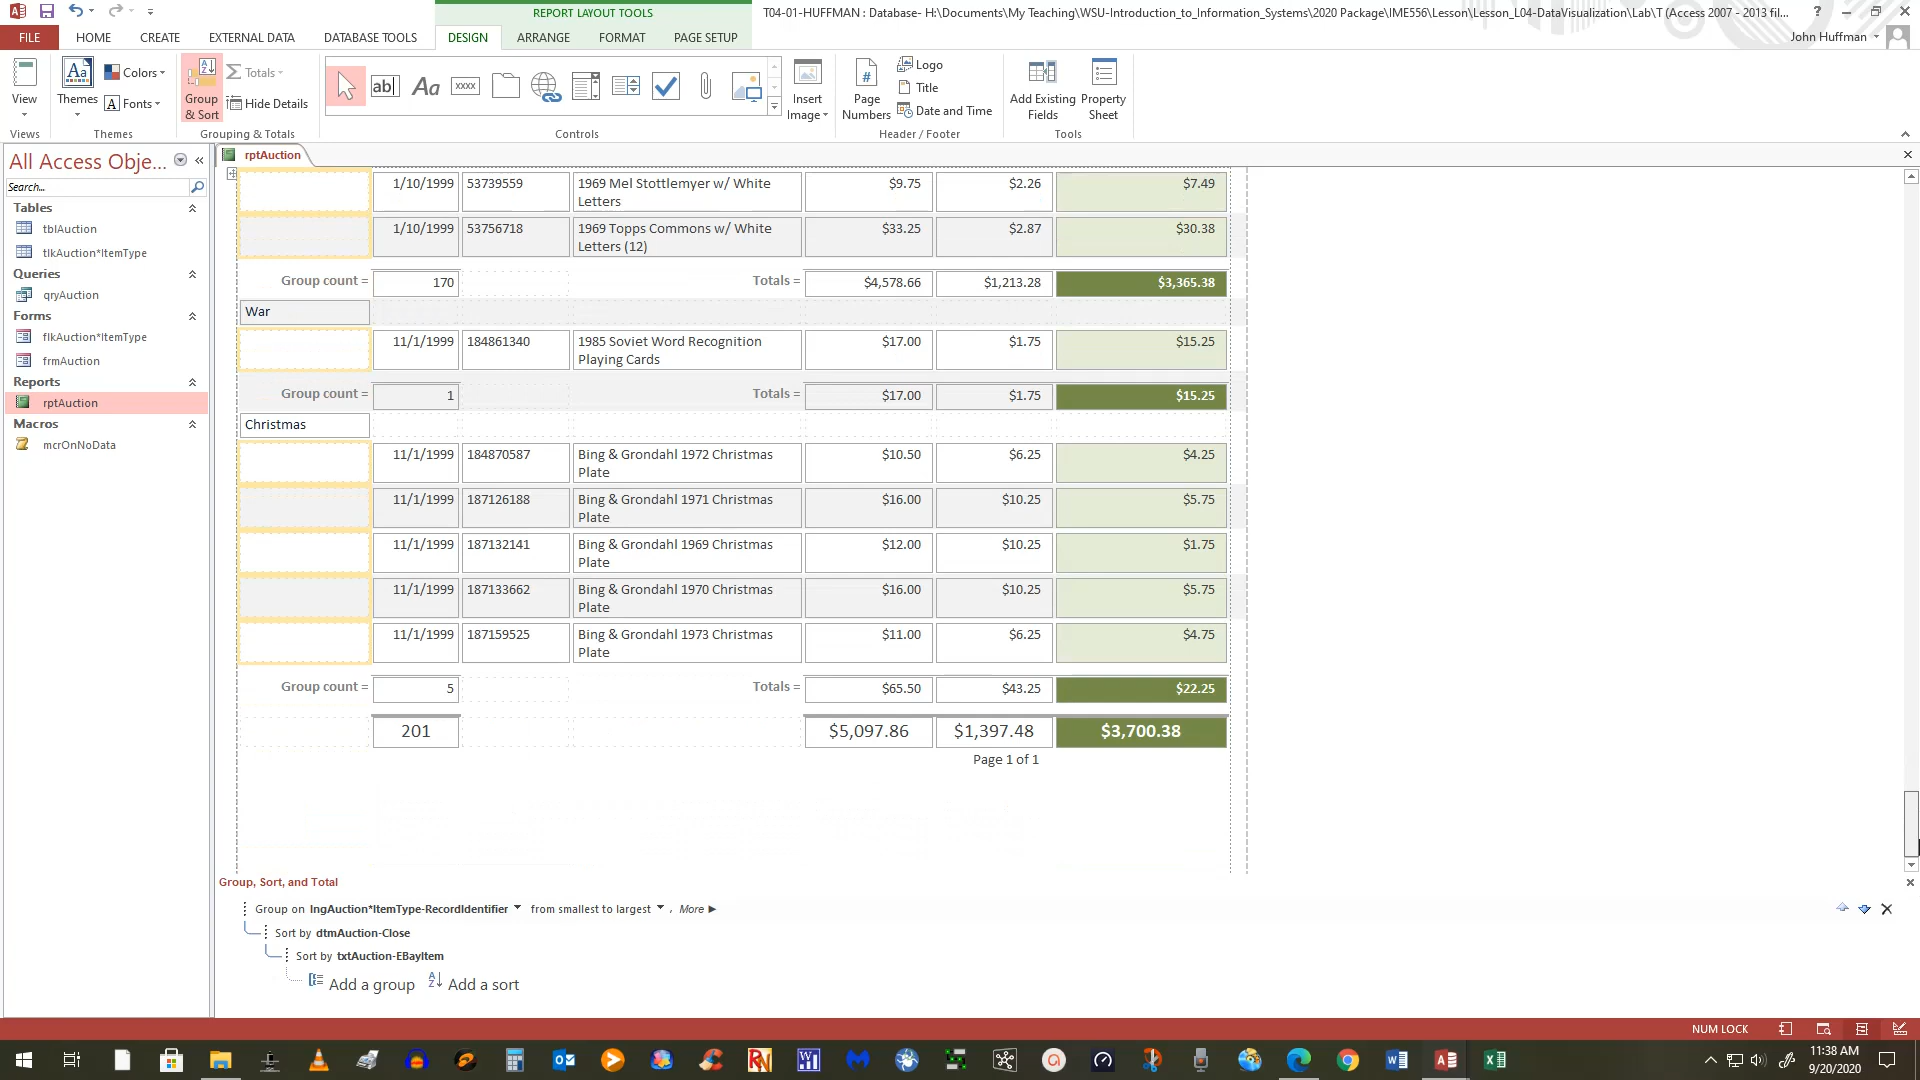 REPORT LAYOUT TOOLS
T04-01-HUFFMAN : Database- H:\Documents\My Teaching\WSU-Introduction_to_Information_Systems\2020 Package\IME556\Lesson\Lesson_L04-DataVisualization\Lab\T (Access 2007 - 2013 fil...
FILE HOME CREATE EXTERNAL DATA DATABASE TOOLS DESIGN ARRANGE FORMAT PAGE SETUP John Huffman
View Themes Colors Fonts Group & Sort Totals Hide Details
ab| Aa xxxx Insert Image Page Numbers Logo Title Date and Time Add Existing Fields Property Sheet
Views Themes Grouping & Totals Controls Header / Footer Tools
All Access Obje...
Search...
Tables
tblAuction
tlkAuction*ItemType
Queries
qryAuction
Forms
flkAuction*ItemType
frmAuction
Reports
rptAuction
Macros
mcrOnNoData
rptAuction
1/10/1999 53739559 1969 Mel Stottlemyer w/ White Letters $9.75 $2.26 $7.49
1/10/1999 53756718 1969 Topps Commons w/ White Letters (12) $33.25 $2.87 $30.38
Group count = 170 Totals = $4,578.66 $1,213.28 $3,365.38
War
11/1/1999 184861340 1985 Soviet Word Recognition Playing Cards $17.00 $1.75 $15.25
Group count = 1 Totals = $17.00 $1.75 $15.25
Christmas
11/1/1999 184870587 Bing & Grondahl 1972 Christmas Plate $10.50 $6.25 $4.25
11/1/1999 187126188 Bing & Grondahl 1971 Christmas Plate $16.00 $10.25 $5.75
11/1/1999 187132141 Bing & Grondahl 1969 Christmas Plate $12.00 $10.25 $1.75
11/1/1999 187133662 Bing & Grondahl 1970 Christmas Plate $16.00 $10.25 $5.75
11/1/1999 187159525 Bing & Grondahl 1973 Christmas Plate $11.00 $6.25 $4.75
Group count = 5 Totals = $65.50 $43.25 $22.25
201 $5,097.86 $1,397.48 $3,700.38
Page 1 of 1
Group, Sort, and Total
Group on lngAuction*ItemType-RecordIdentifier from smallest to largest , More
Sort by dtmAuction-Close
Sort by txtAuction-EBayItem
Add a group Add a sort
NUM LOCK
11:38 AM
9/20/2020